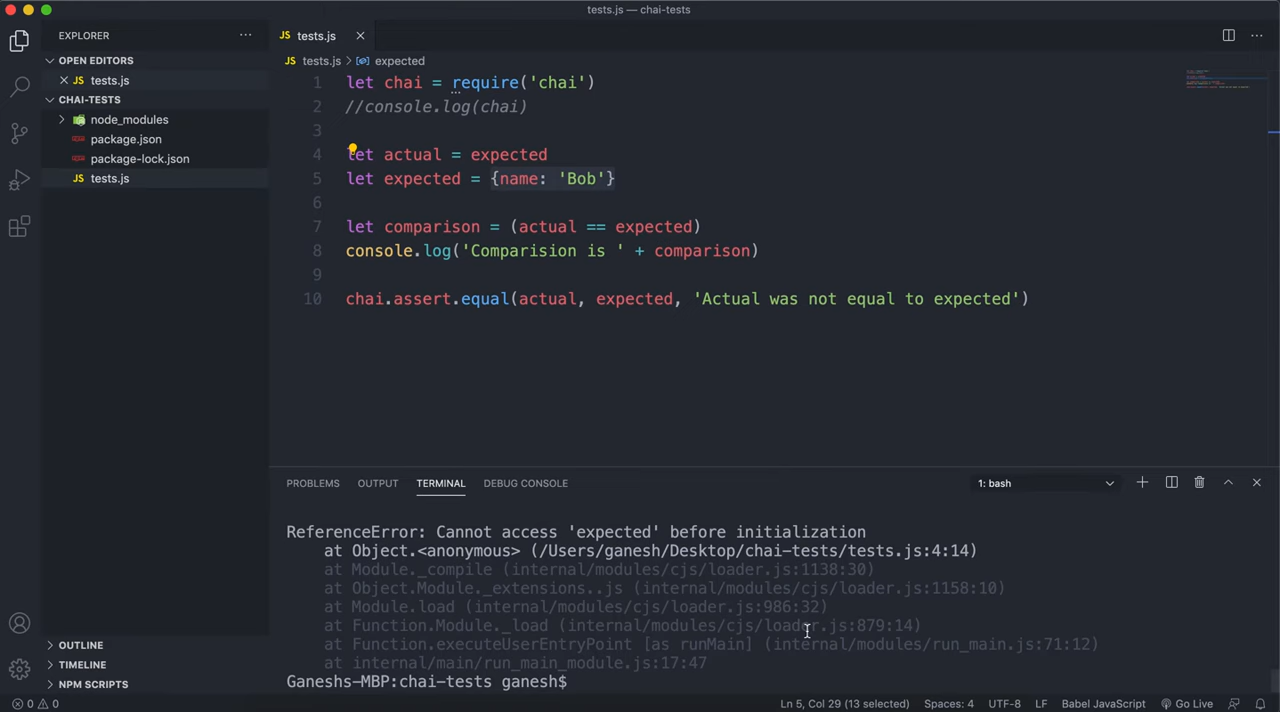 tests.js — chai-tests
EXPLORER ...
JS tests.js
OPEN EDITORS
JS tests.js
CHAI-TESTS
node_modules
package.json
package-lock.json
JS tests.js
JS tests.js > expected
1 let chai = require('chai')
2 //console.log(chai)
3
4 let actual = expected
5 let expected = {name: 'Bob'}
6
7 let comparison = (actual == expected)
8 console.log('Comparision is ' + comparison)
9
10 chai.assert.equal(actual, expected, 'Actual was not equal to expected')
PROBLEMS OUTPUT TERMINAL DEBUG CONSOLE 1: bash
ReferenceError: Cannot access 'expected' before initialization
at Object.<anonymous> (/Users/ganesh/Desktop/chai-tests/tests.js:4:14)
at Module._compile (internal/modules/cjs/loader.js:1138:30)
at Object.Module._extensions..js (internal/modules/cjs/loader.js:1158:10)
at Module.load (internal/modules/cjs/loader.js:986:32)
at Function.Module._load (internal/modules/cjs/loader.js:879:14)
at Function.executeUserEntryPoint [as runMain] (internal/modules/run_main.js:71:12)
at internal/main/run_main_module.js:17:47
Ganeshs-MBP:chai-tests ganesh$
OUTLINE
TIMELINE
NPM SCRIPTS
0 0 Ln 5, Col 29 (13 selected) Spaces: 4 UTF-8 LF Babel JavaScript Go Live